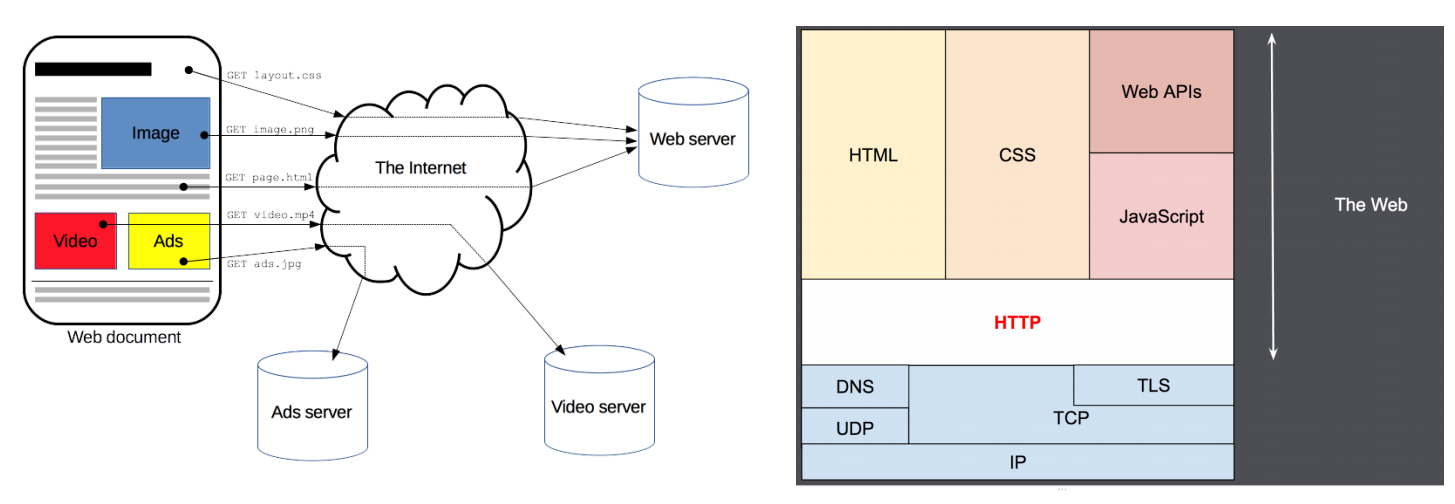 GET layout.css
Image
GET image.png
GET page.html
Video
Ads
GET video.mp4
GET ads.jpg
Web document
The Internet
Web server
Ads server
Video server
HTML
CSS
Web APIs
JavaScript
The Web
HTTP
DNS
TLS
UDP
TCP
IP